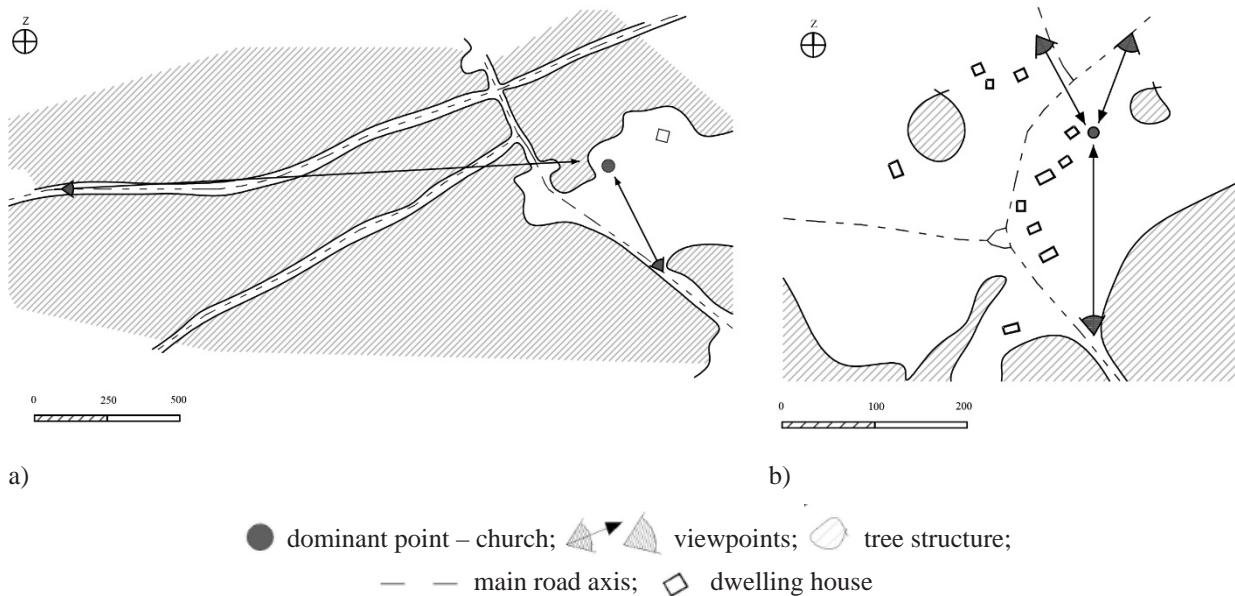 Z
Z
0 250 500
0 100 200
a) b)
dominant point – church; viewpoints; tree structure;
main road axis; dwelling house